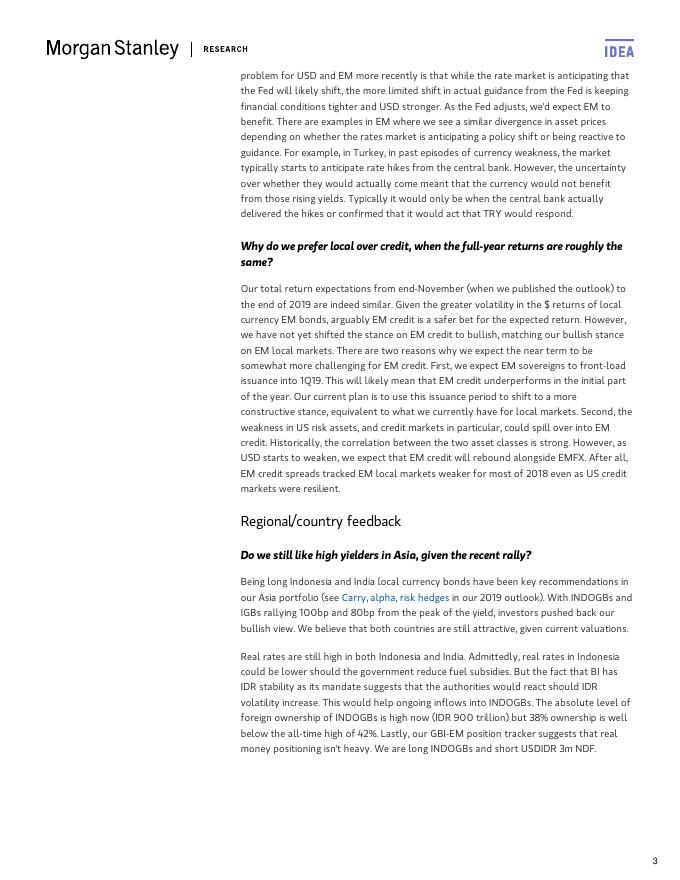 Morgan Stanley | RESEARCH
IDEA
problem for USD and EM more recently is that while the rate market is anticipating that
the Fed will likely shift, the more limited shift in actual guidance from the Fed is keeping
financial conditions tighter and USD stronger. As the Fed adjusts, we'd expect EM to
benefit. There are examples in EM where we see a similar divergence in asset prices
depending on whether the rates market is anticipating a policy shift or being reactive to
guidance. For example, in Turkey, in past episodes of currency weakness, the market
typically starts to anticipate rate hikes from the central bank. However, the uncertainty
over whether they would actually come meant that the currency would not benefit
from those rising yields. Typically it would only be when the central bank actually
delivered the hikes or confirmed that it would act that TRY would respond.
Why do we prefer local over credit, when the full-year returns are roughly the
same?
Our total return expectations from end-November (when we published the outlook) to
the end of 2019 are indeed similar. Given the greater volatility in the $ returns of local
currency EM bonds, arguably EM credit is a safer bet for the expected return. However,
we have not yet shifted the stance on EM credit to bullish, matching our bullish stance
on EM local markets. There are two reasons why we expect the near term to be
somewhat more challenging for EM credit. First, we expect EM sovereigns to front-load
issuance into 1Q19. This will likely mean that EM credit underperforms in the initial part
of the year. Our current plan is to use this issuance period to shift to a more
constructive stance, equivalent to what we currently have for local markets. Second, the
weakness in US risk assets, and credit markets in particular, could spill over into EM
credit. Historically, the correlation between the two asset classes is strong. However, as
USD starts to weaken, we expect that EM credit will rebound alongside EMFX. After all,
EM credit spreads tracked EM local markets weaker for most of 2018 even as US credit
markets were resilient.
Regional/country feedback
Do we still like high yielders in Asia, given the recent rally?
Being long Indonesia and India local currency bonds have been key recommendations in
our Asia portfolio (see Carry, alpha, risk hedges in our 2019 outlook). With INDOGBs and
IGBs rallying 100bp and 80bp from the peak of the yield, investors pushed back our
bullish view. We believe that both countries are still attractive, given current valuations.
Real rates are still high in both Indonesia and India. Admittedly, real rates in Indonesia
could be lower should the government reduce fuel subsidies. But the fact that BI has
IDR stability as its mandate suggests that the authorities would react should IDR
volatility increase. This would help ongoing inflows into INDOGBs. The absolute level of
foreign ownership of INDOGBs is high now (IDR 900 trillion) but 38% ownership is well
below the all-time high of 42%. Lastly, our GBI-EM position tracker suggests that real
money positioning isn't heavy. We are long INDOGBs and short USDIDR 3m NDF.
3